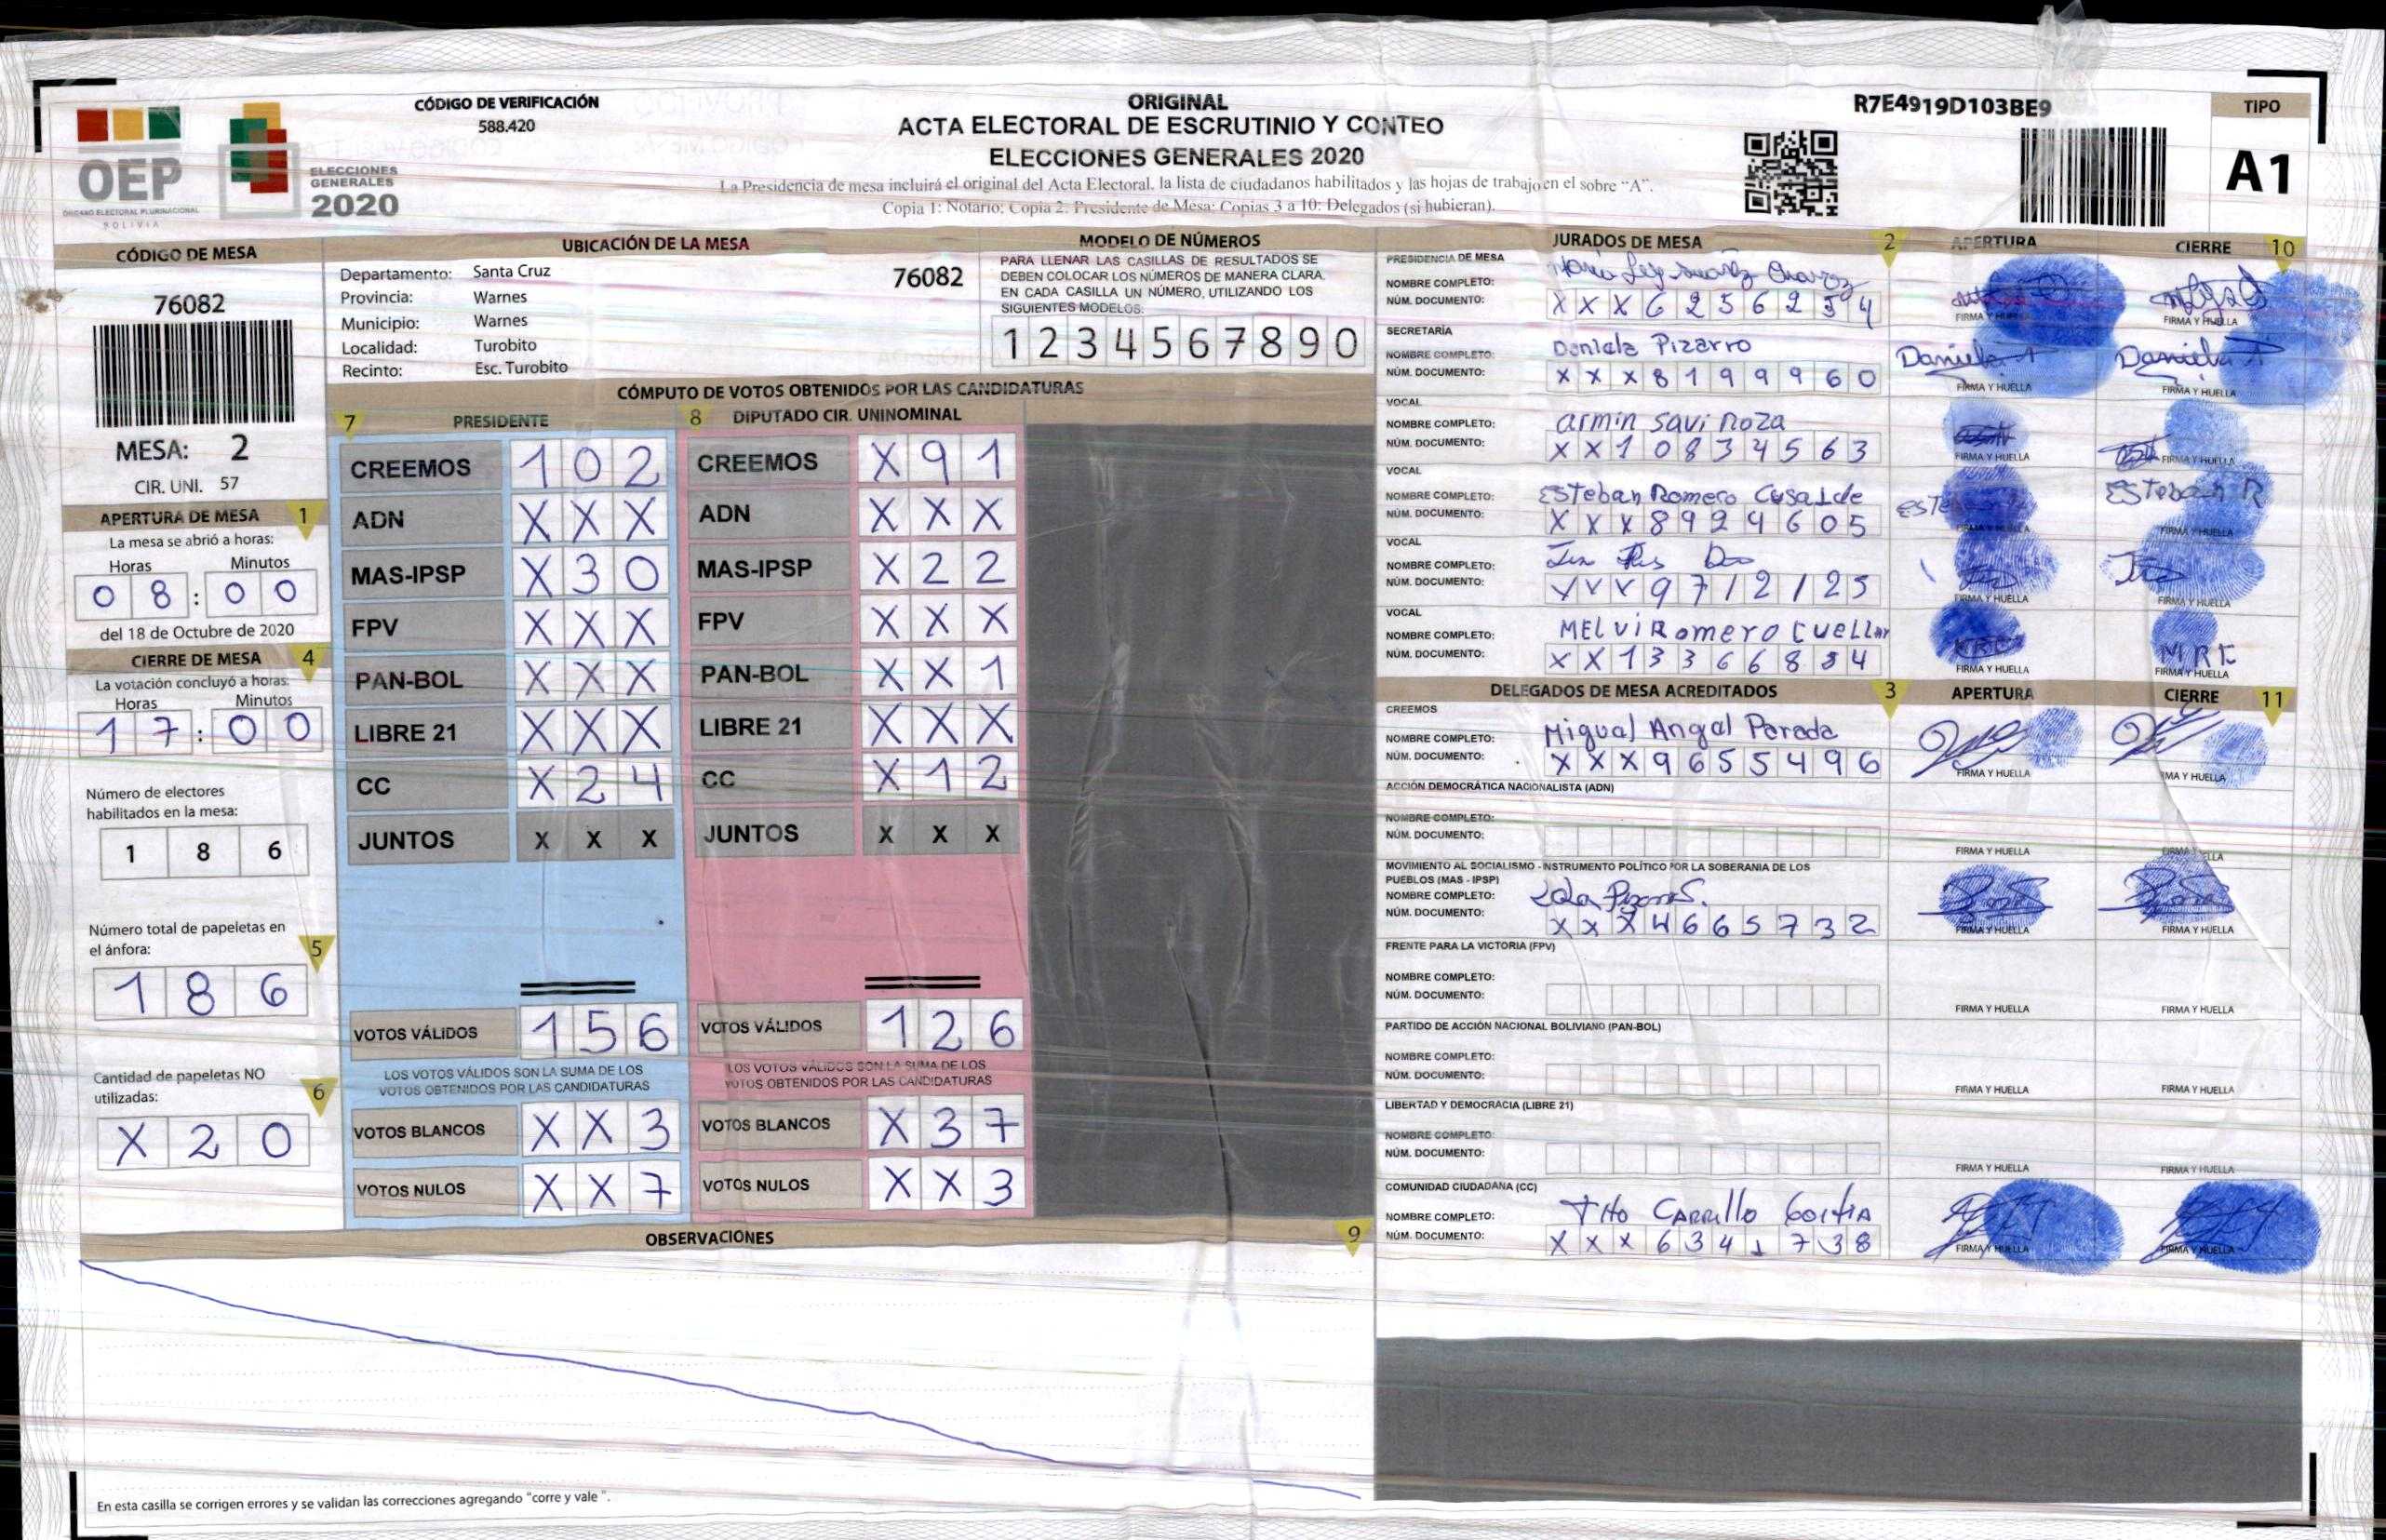 OEP
ÓRGANO ELECTORAL PLURINACIONAL
BOLIVIA
ELECCIONES
GENERALES
2020
CÓDIGO DE VERIFICACIÓN
588.420
ORIGINAL
ACTA ELECTORAL DE ESCRUTINIO Y CONTEO
ELECCIONES GENERALES 2020
La Presidencia de mesa incluirá el original del Acta Electoral, la lista de ciudadanos habilitados y las hojas de trabajo en el sobre "A".
Copia 1: Notario; Copia 2: Presidente de Mesa; Copias 3 a 10: Delegados (si hubieran).
R7E4919D103BE9
TIPO
A1
CÓDIGO DE MESA
76082
MESA: 2
CIR. UNI. 57
APERTURA DE MESA 1
La mesa se abrió a horas:
Horas Minutos
0 8 : 0 0
del 18 de Octubre de 2020
CIERRE DE MESA 4
La votación concluyó a horas:
Horas Minutos
1 7 : 0 0
Número de electores
habilitados en la mesa:
1 8 6
Número total de papeletas en
el ánfora: 5
1 8 6
Cantidad de papeletas NO
utilizadas: 6
X 2 0
UBICACIÓN DE LA MESA
Departamento: Santa Cruz 76082
Provincia: Warnes
Municipio: Warnes
Localidad: Turobito
Recinto: Esc. Turobito
MODELO DE NÚMEROS
PARA LLENAR LAS CASILLAS DE RESULTADOS SE
DEBEN COLOCAR LOS NÚMEROS DE MANERA CLARA.
EN CADA CASILLA UN NÚMERO, UTILIZANDO LOS
SIGUIENTES MODELOS:
1 2 3 4 5 6 7 8 9 0
CÓMPUTO DE VOTOS OBTENIDOS POR LAS CANDIDATURAS
7 PRESIDENTE
CREEMOS 1 0 2
ADN X X X
MAS-IPSP X 3 0
FPV X X X
PAN-BOL X X X
LIBRE 21 X X X
CC X 2 4
JUNTOS X X X
VOTOS VÁLIDOS 1 5 6
LOS VOTOS VÁLIDOS SON LA SUMA DE LOS
VOTOS OBTENIDOS POR LAS CANDIDATURAS
VOTOS BLANCOS X X 3
VOTOS NULOS X X 7
8 DIPUTADO CIR. UNINOMINAL
CREEMOS X 9 1
ADN X X X
MAS-IPSP X 2 2
FPV X X X
PAN-BOL X X 1
LIBRE 21 X X X
CC X 1 2
JUNTOS X X X
VOTOS VÁLIDOS 1 2 6
LOS VOTOS VÁLIDOS SON LA SUMA DE LOS
VOTOS OBTENIDOS POR LAS CANDIDATURAS
VOTOS BLANCOS X 3 7
VOTOS NULOS X X 3
OBSERVACIONES 9
En esta casilla se corrigen errores y se validan las correcciones agregando "corre y vale ".
JURADOS DE MESA 2 APERTURA CIERRE 10
PRESIDENCIA DE MESA
NOMBRE COMPLETO:
NÚM. DOCUMENTO: X X X 6 2 5 6 2 5 4
FIRMA Y HUELLA FIRMA Y HUELLA
SECRETARÍA
NOMBRE COMPLETO: Daniela Pizarro
NÚM. DOCUMENTO: X X X 8 1 9 9 9 6 0
Daniela P Daniela P
FIRMA Y HUELLA FIRMA Y HUELLA
VOCAL
NOMBRE COMPLETO: armin Savi Roza
NÚM. DOCUMENTO: X X 1 0 8 3 4 5 6 3
FIRMA Y HUELLA FIRMA Y HUELLA
VOCAL
NOMBRE COMPLETO: Esteban Romero
NÚM. DOCUMENTO: X X X 8 9 2 4 6 0 5
Esteban R
FIRMA Y HUELLA FIRMA Y HUELLA
VOCAL
NOMBRE COMPLETO:
NÚM. DOCUMENTO: X X X 9 7 1 2 1 2 5
FIRMA Y HUELLA FIRMA Y HUELLA
VOCAL
NOMBRE COMPLETO: MELVI Romero CUELLAR
NÚM. DOCUMENTO: X X 1 3 3 6 6 8 5 4
FIRMA Y HUELLA FIRMA Y HUELLA
DELEGADOS DE MESA ACREDITADOS 3 APERTURA CIERRE 11
CREEMOS
NOMBRE COMPLETO: Migual Angal Parada
NÚM. DOCUMENTO: X X X 9 6 5 5 4 9 6
FIRMA Y HUELLA MA Y HUELLA
ACCIÓN DEMOCRÁTICA NACIONALISTA (ADN)
NOMBRE COMPLETO:
NÚM. DOCUMENTO:
FIRMA Y HUELLA
MOVIMIENTO AL SOCIALISMO - INSTRUMENTO POLÍTICO POR LA SOBERANIA DE LOS
PUEBLOS (MAS - IPSP)
NOMBRE COMPLETO:
NÚM. DOCUMENTO: X X X 4 6 6 5 7 3 2
FIRMA Y HUELLA FIRMA Y HUELLA
FRENTE PARA LA VICTORIA (FPV)
NOMBRE COMPLETO:
NÚM. DOCUMENTO:
FIRMA Y HUELLA FIRMA Y HUELLA
PARTIDO DE ACCIÓN NACIONAL BOLIVIANO (PAN-BOL)
NOMBRE COMPLETO:
NÚM. DOCUMENTO:
FIRMA Y HUELLA FIRMA Y HUELLA
LIBERTAD Y DEMOCRACIA (LIBRE 21)
NOMBRE COMPLETO:
NÚM. DOCUMENTO:
FIRMA Y HUELLA FIRMA Y HUELLA
COMUNIDAD CIUDADANA (CC)
NOMBRE COMPLETO: Tito CARRillo
NÚM. DOCUMENTO: X X X 6 3 4 1 7 3 8
FIRMA Y HUELLA FIRMA Y HUELLA